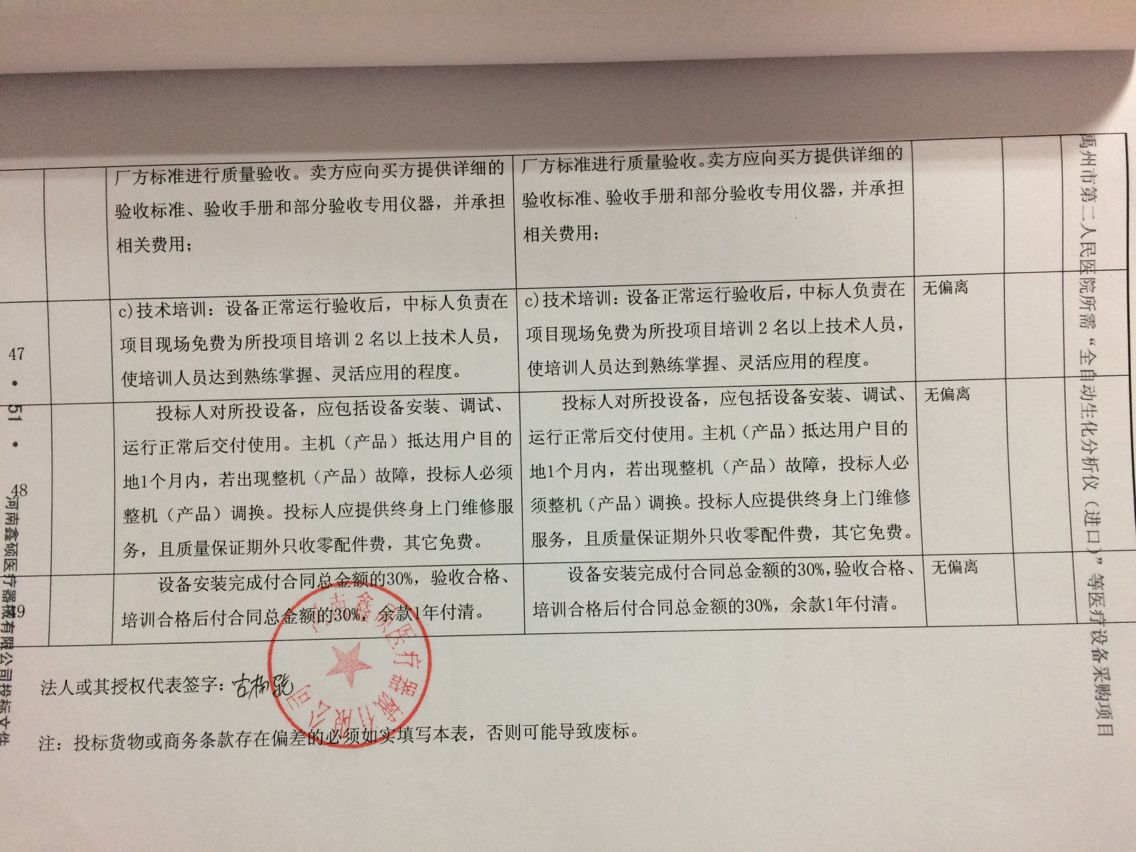 厂方标准进行质量验收。卖方应向买方提供详细的
验收标准、验收手册和部分验收专用仪器，并承担
相关费用；
厂方标准进行质量验收。卖方应向买方提供详细的
验收标准、验收手册和部分验收专用仪器，并承担
相关费用；
47
c)技术培训：设备正常运行验收后，中标人负责在
项目现场免费为所投项目培训2名以上技术人员，
使培训人员达到熟练掌握、灵活应用的程度。
c)技术培训：设备正常运行验收后，中标人负责在
项目现场免费为所投项目培训2名以上技术人员，
使培训人员达到熟练掌握、灵活应用的程度。
无偏离
48
投标人对所投设备，应包括设备安装、调试、
运行正常后交付使用。主机（产品）抵达用户目的
地1个月内，若出现整机（产品）故障，投标人必须
整机（产品）调换。投标人应提供终身上门维修服
务，且质量保证期外只收零配件费，其它免费。
投标人对所投设备，应包括设备安装、调试、
运行正常后交付使用。主机（产品）抵达用户目的
地1个月内，若出现整机（产品）故障，投标人必
须整机（产品）调换。投标人应提供终身上门维修
服务，且质量保证期外只收零配件费，其它免费。
无偏离
49
设备安装完成付合同总金额的30%，验收合格、
培训合格后付合同总金额的30%，余款1年付清。
设备安装完成付合同总金额的30%,验收合格、
培训合格后付合同总金额的30%，余款1年付清。
无偏离
法人或其授权代表签字：
河南鑫硕医疗器械有限公司
注：投标货物或商务条款存在偏差的必须如实填写本表，否则可能导致废标。
禹州市第二人民医院所需“全自动生化分析仪（进口）”等医疗设备采购项目
·51·
河南鑫硕医疗器械有限公司投标文件